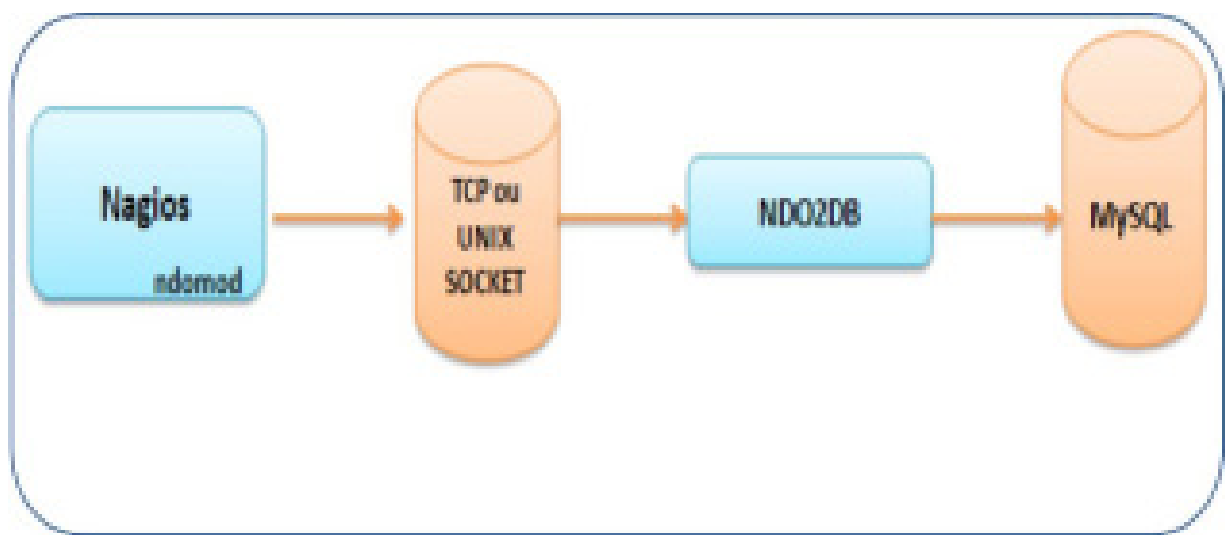 Nagios
ndomod
TCP ou
UNIX
SOCKET
NDO2DB
MySQL